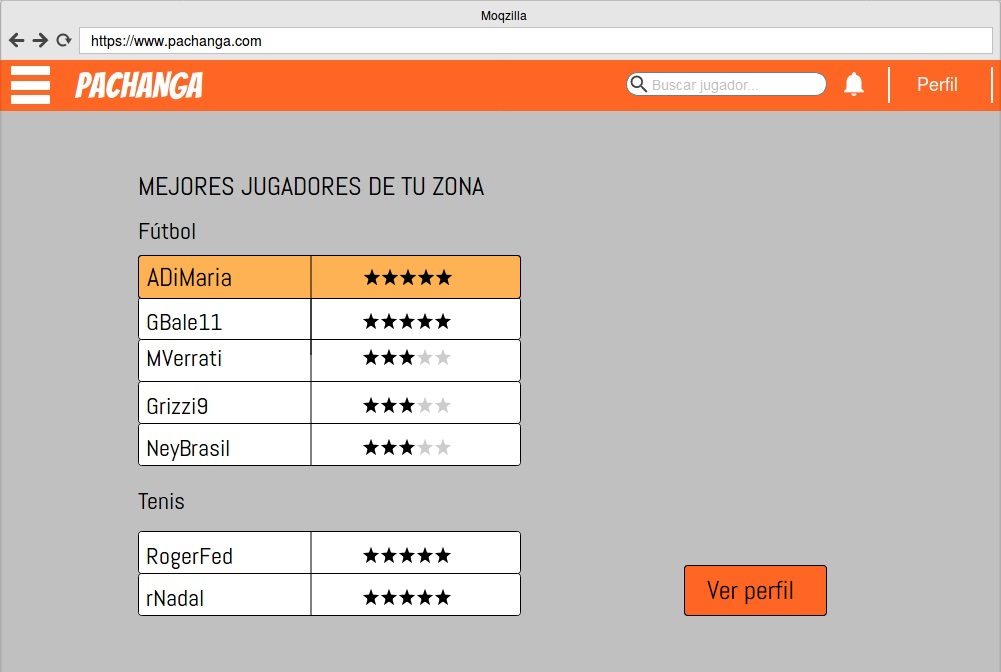 Moqzilla
https://www.pachanga.com
PACHANGA
Buscar jugador...
Perfil
MEJORES JUGADORES DE TU ZONA
Fútbol
ADiMaria ★★★★★
GBale11 ★★★★★
MVerrati ★★★★★
Grizzi9 ★★★★★
NeyBrasil ★★★★★
Tenis
RogerFed ★★★★★
rNadal ★★★★★
Ver perfil